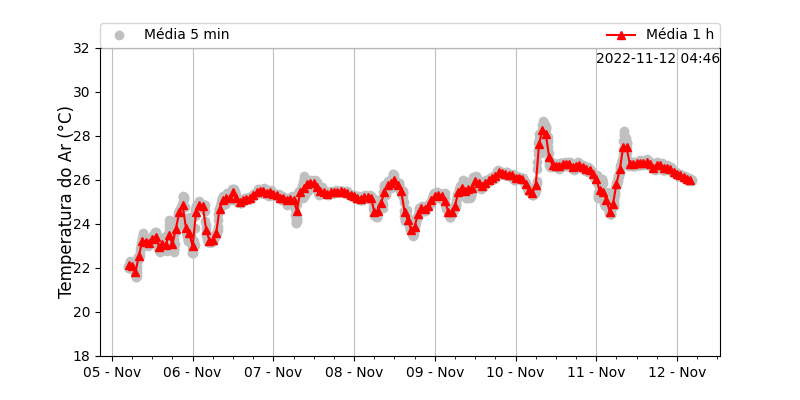 Média 5 min
Média 1 h
2022-11-12 04:46
Temperatura do Ar (°C)
32
30
28
26
24
22
20
18
05 - Nov
06 - Nov
07 - Nov
08 - Nov
09 - Nov
10 - Nov
11 - Nov
12 - Nov